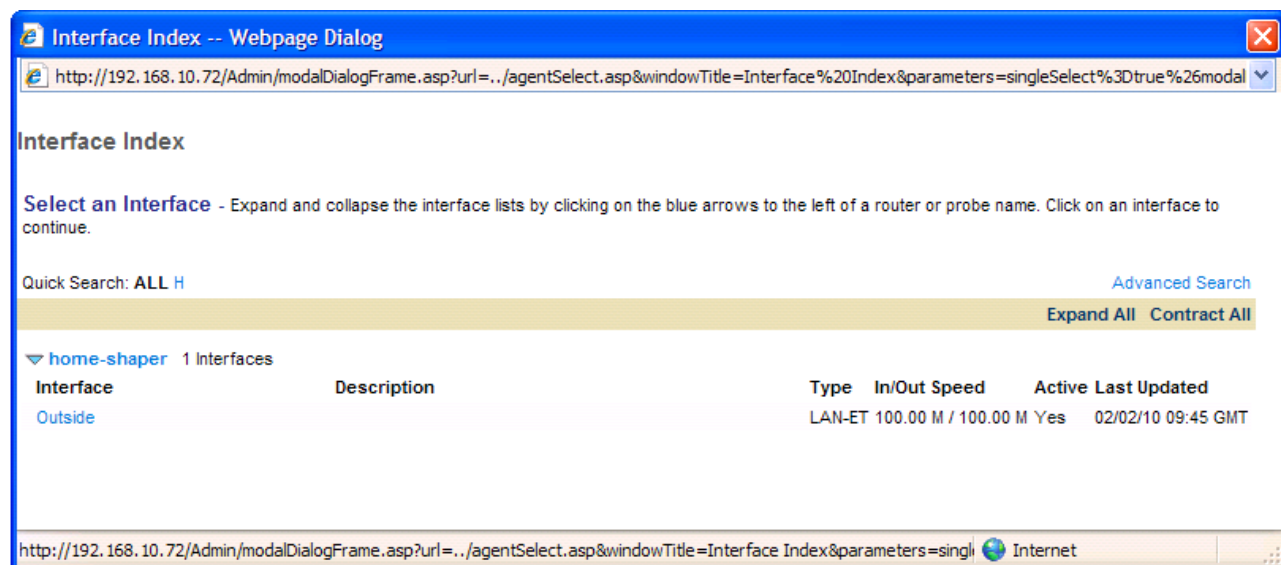 Interface Index -- Webpage Dialog
http://192.168.10.72/Admin/modalDialogFrame.asp?url=../agentSelect.asp&windowTitle=Interface%20Index&parameters=singleSelect%3Dtrue%26modal
Interface Index
Select an Interface - Expand and collapse the interface lists by clicking on the blue arrows to the left of a router or probe name. Click on an interface to
continue.
Quick Search: ALL H Advanced Search
Expand All Contract All
home-shaper 1 Interfaces
Interface Description Type In/Out Speed Active Last Updated
Outside LAN-ET 100.00 M / 100.00 M Yes 02/02/10 09:45 GMT
http://192.168.10.72/Admin/modalDialogFrame.asp?url=../agentSelect.asp&windowTitle=Interface Index&parameters=singl Internet